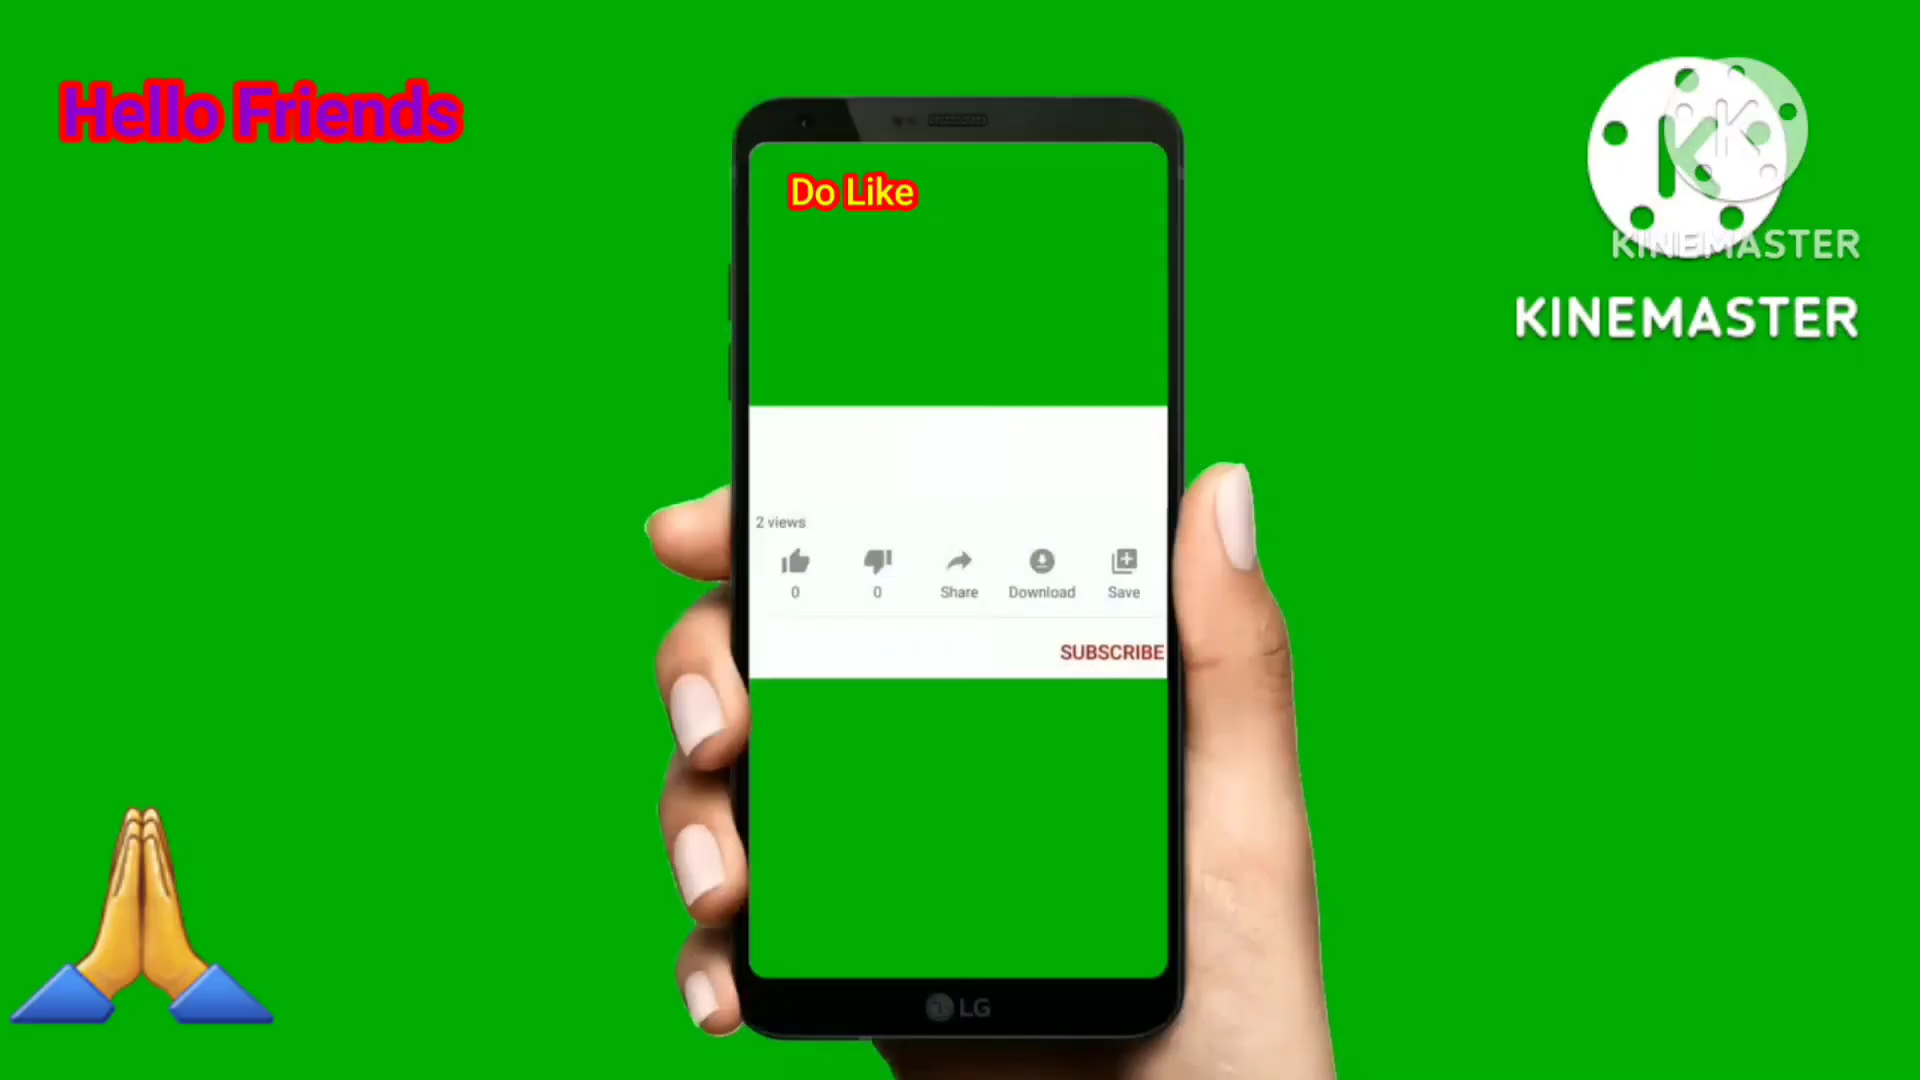 Hello Friends
Do Like
KINEMASTER
KINEMASTER
2 views
0 0 Share Download Save
SUBSCRIBE
LG